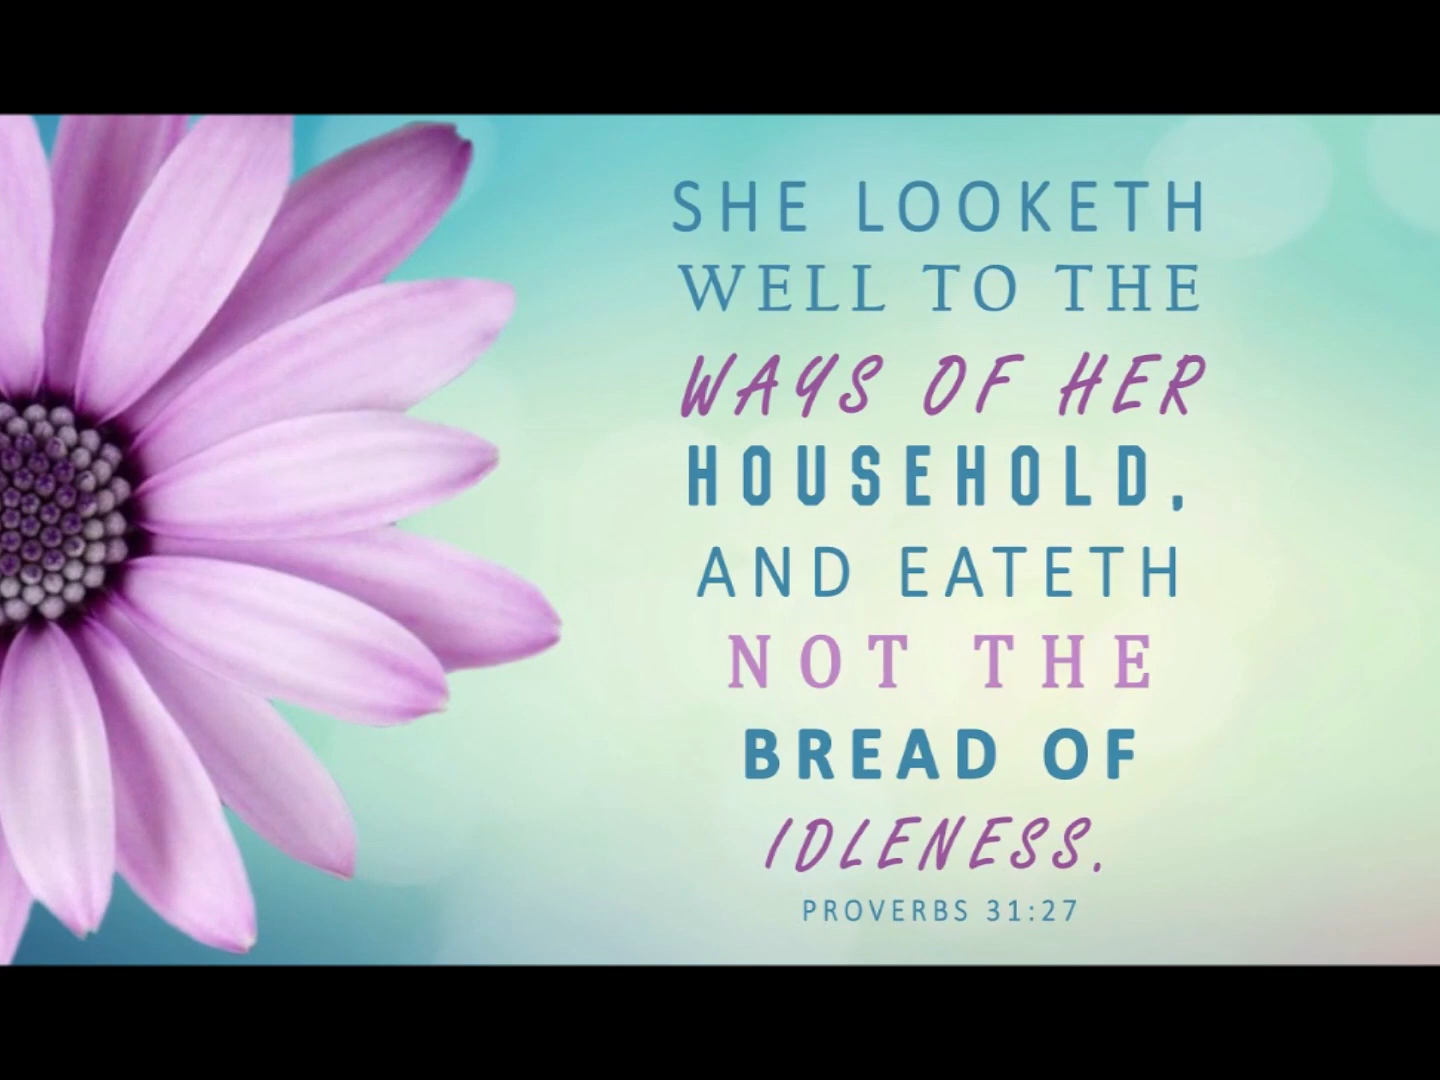 SHE LOOKETH
WELL TO THE
WAYS OF HER
HOUSEHOLD,
AND EATETH
NOT THE
BREAD OF
IDLENESS.
PROVERBS 31:27